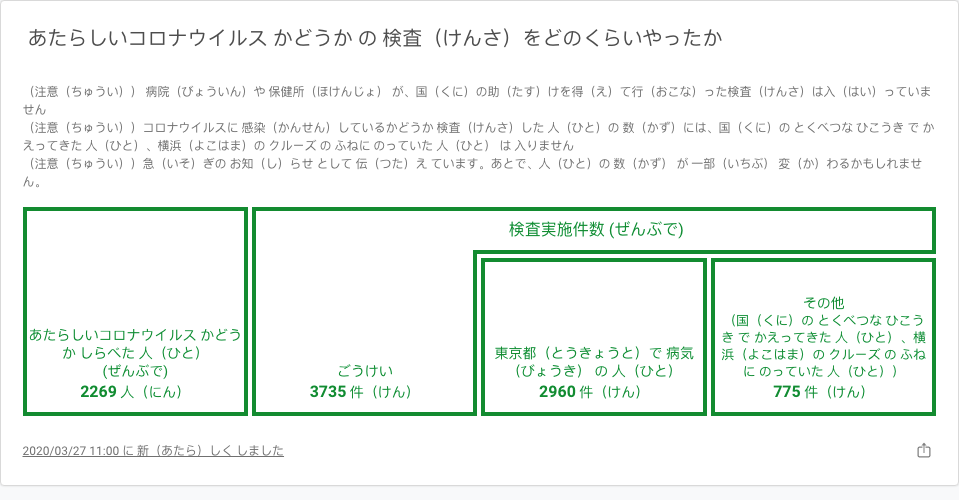 あたらしいコロナウイルス かどうか の 検査（けんさ）をどのくらいやったか
（注意（ちゅうい）） 病院（びょういん）や 保健所（ほけんじょ） が、国（くに）の助（たす）けを得（え）て行（おこな）った検査（けんさ）は入（はい）っていま
せん
（注意（ちゅうい））コロナウイルスに 感染（かんせん）しているかどうか 検査（けんさ）した 人（ひと）の 数（かず）には、国（くに）の とくべつな ひこうき で か
えってきた 人（ひと）、横浜（よこはま）の クルーズ の ふねに のっていた 人（ひと） は 入りません
（注意（ちゅうい））急（いそ）ぎの お知（し）らせ として 伝（つた）え ています。あとで、人（ひと）の 数（かず） が 一部（いちぶ） 変（か）わるかもしれませ
ん。
検査実施件数 (ぜんぶで)
あたらしいコロナウイルス かどう
か しらべた 人（ひと）
(ぜんぶで)
2269 人（にん）
ごうけい
3735 件（けん）
東京都（とうきょうと）で 病気
（びょうき） の 人（ひと）
2960 件（けん）
その他
（国（くに）の とくべつな ひこう
き で かえってきた 人（ひと）、横
浜（よこはま）の クルーズ の ふね
に のっていた 人（ひと））
775 件（けん）
2020/03/27 11:00 に 新（あたら）しく しました